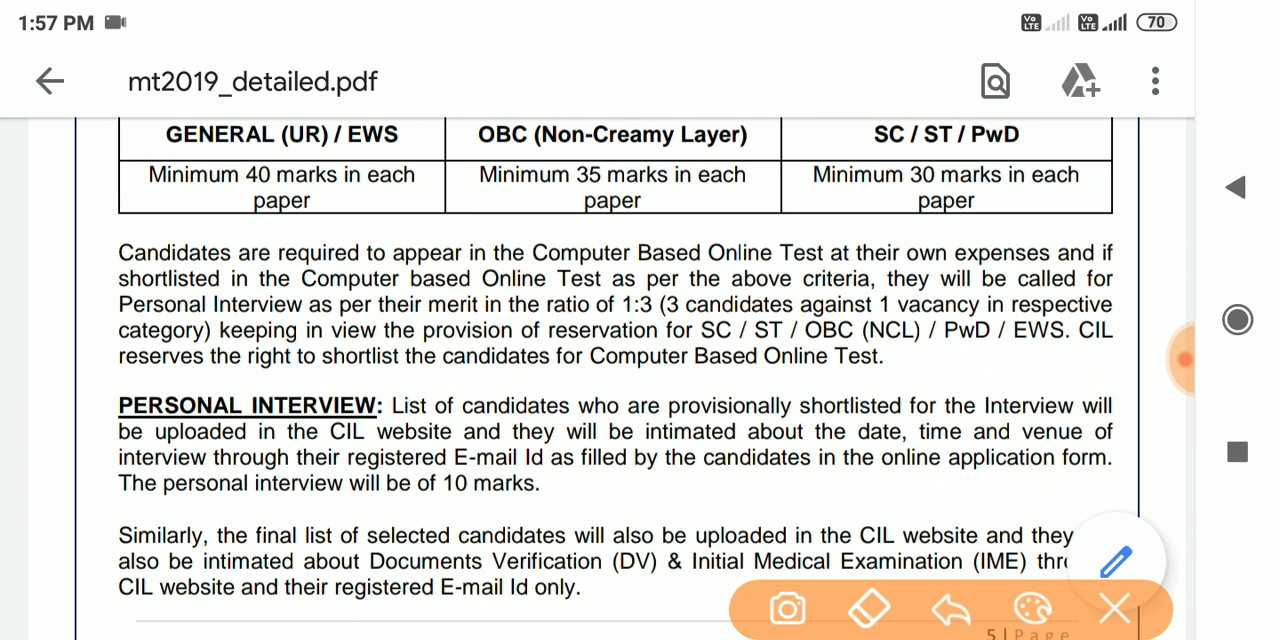 1:57 PM
Vo LTE Vo LTE 70
mt2019_detailed.pdf
GENERAL (UR) / EWS OBC (Non-Creamy Layer) SC / ST / PwD
Minimum 40 marks in each Minimum 35 marks in each Minimum 30 marks in each
paper paper paper
Candidates are required to appear in the Computer Based Online Test at their own expenses and if
shortlisted in the Computer based Online Test as per the above criteria, they will be called for
Personal Interview as per their merit in the ratio of 1:3 (3 candidates against 1 vacancy in respective
category) keeping in view the provision of reservation for SC / ST / OBC (NCL) / PwD / EWS. CIL
reserves the right to shortlist the candidates for Computer Based Online Test.
PERSONAL INTERVIEW: List of candidates who are provisionally shortlisted for the Interview will
be uploaded in the CIL website and they will be intimated about the date, time and venue of
interview through their registered E-mail Id as filled by the candidates in the online application form.
The personal interview will be of 10 marks.
Similarly, the final list of selected candidates will also be uploaded in the CIL website and they
also be intimated about Documents Verification (DV) & Initial Medical Examination (IME)
CIL website and their registered E-mail Id only.
5 | Page